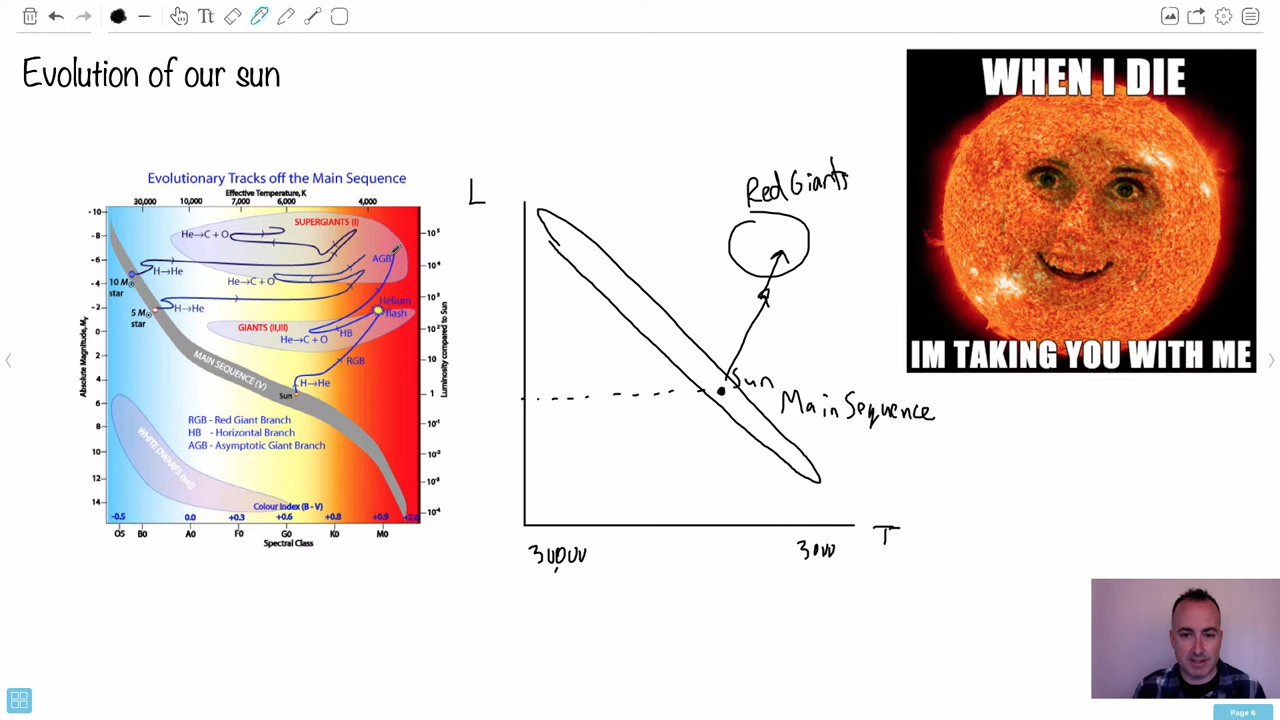 Tt
Evolution of our sun
WHEN I DIE
IM TAKING YOU WITH ME
Evolutionary Tracks off the Main Sequence
Effective Temperature, K
30,000 10,000 7,000 6,000 4,000
Absolute Magnitude, Mv
-10
-8
-6
-4
-2
0
2
4
6
8
10
12
14
Luminosity compared to Sun
10⁵
10⁴
10³
10²
10
1
10⁻¹
10⁻²
10⁻³
10⁻⁴
SUPERGIANTS (I)
He→C + O
AGB
H→He
He→C + O
10 M⊙
star
H→He
5 M⊙
star
Helium
flash
GIANTS (II,III)
HB
He→C + O
RGB
MAIN SEQUENCE (V)
H→He
Sun
RGB - Red Giant Branch
HB - Horizontal Branch
AGB - Asymptotic Giant Branch
WHITE DWARFS (wd)
Colour Index (B - V)
-0.5 0.0 +0.3 +0.6 +0.8 +0.9 +2.0
O5 B0 A0 F0 G0 K0 M0
Spectral Class
L
Red Giants
Sun
Main Sequence
T
30,000
3000
Page 6